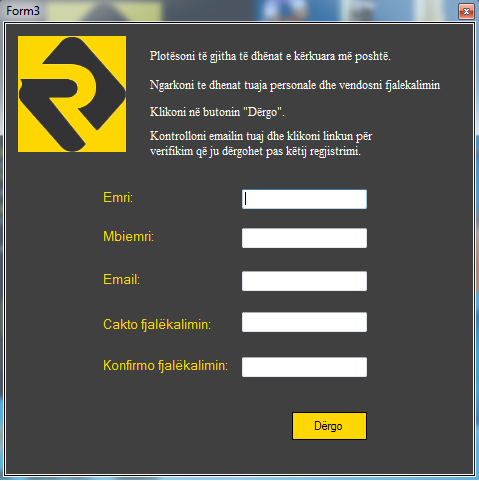 Form3
Plotësoni të gjitha të dhënat e kërkuara më poshtë.
Ngarkoni te dhenat tuaja personale dhe vendosni fjalekalimin
Klikoni në butonin "Dërgo".
Kontrolloni emailin tuaj dhe klikoni linkun për
verifikim që ju dërgohet pas këtij regjistrimi.
Emri:
Mbiemri:
Email:
Cakto fjalëkalimin:
Konfirmo fjalëkalimin:
Dërgo